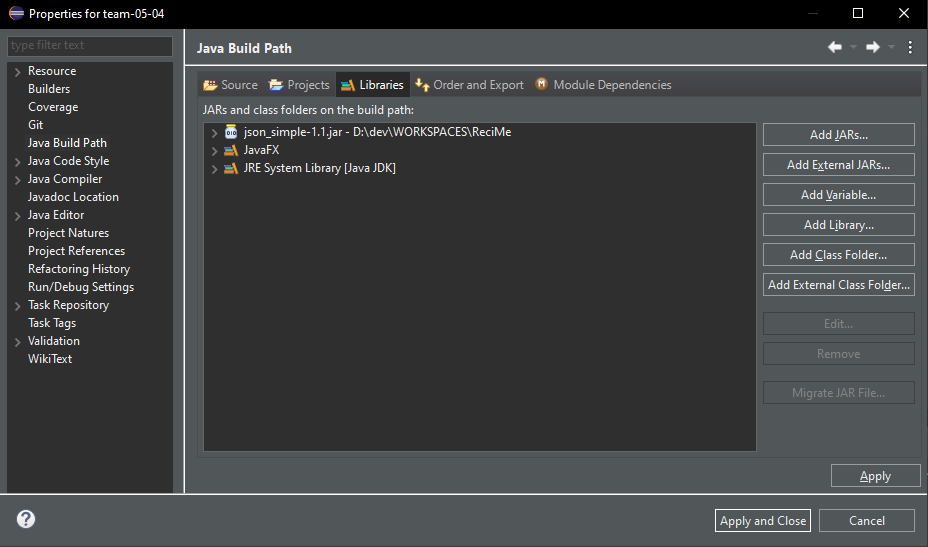 Properties for team-05-04
type filter text
Resource
Builders
Coverage
Git
Java Build Path
Java Code Style
Java Compiler
Javadoc Location
Java Editor
Project Natures
Project References
Refactoring History
Run/Debug Settings
Task Repository
Task Tags
Validation
WikiText
Java Build Path
Source Projects Libraries Order and Export Module Dependencies
JARs and class folders on the build path:
json_simple-1.1.jar - D:\dev\WORKSPACES\ReciMe
JavaFX
JRE System Library [Java JDK]
Add JARs...
Add External JARs...
Add Variable...
Add Library...
Add Class Folder...
Add External Class Folder...
Edit...
Remove
Migrate JAR File...
Apply
Apply and Close Cancel